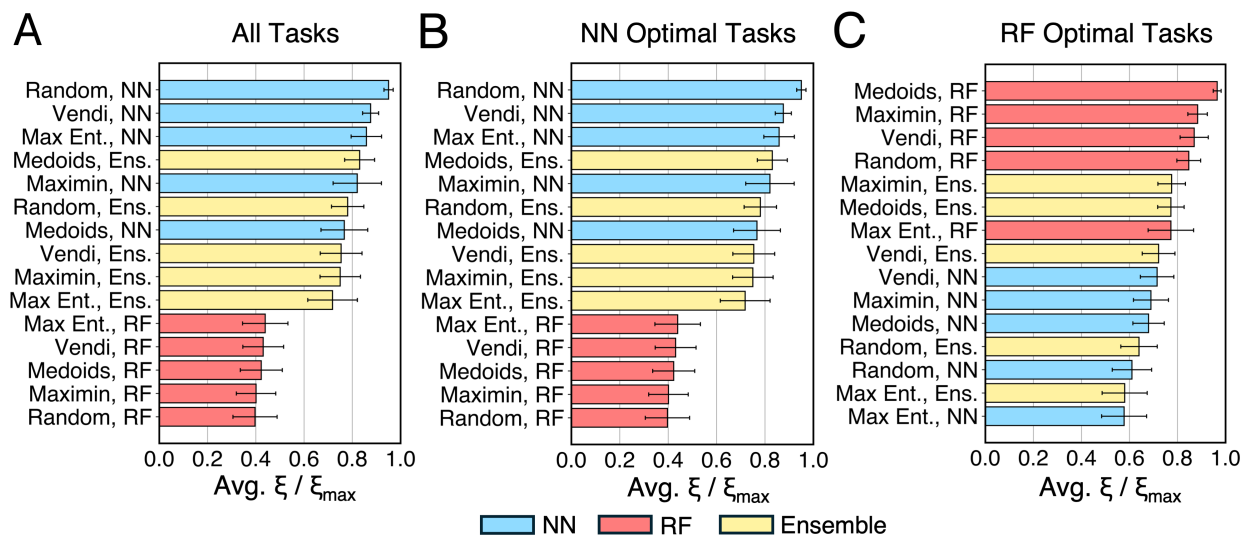 A
All Tasks
Random, NN
Vendi, NN
Max Ent., NN
Medoids, Ens.
Maximin, NN
Random, Ens.
Medoids, NN
Vendi, Ens.
Maximin, Ens.
Max Ent., Ens.
Max Ent., RF
Vendi, RF
Medoids, RF
Maximin, RF
Random, RF
0.0 0.2 0.4 0.6 0.8 1.0
Avg. ξ / ξmax
B
NN Optimal Tasks
Random, NN
Vendi, NN
Max Ent., NN
Medoids, Ens.
Maximin, NN
Random, Ens.
Medoids, NN
Vendi, Ens.
Maximin, Ens.
Max Ent., Ens.
Max Ent., RF
Vendi, RF
Medoids, RF
Maximin, RF
Random, RF
0.0 0.2 0.4 0.6 0.8 1.0
Avg. ξ / ξmax
C
RF Optimal Tasks
Medoids, RF
Maximin, RF
Vendi, RF
Random, RF
Maximin, Ens.
Medoids, Ens.
Max Ent., RF
Vendi, Ens.
Vendi, NN
Maximin, NN
Medoids, NN
Random, Ens.
Random, NN
Max Ent., Ens.
Max Ent., NN
0.0 0.2 0.4 0.6 0.8 1.0
Avg. ξ / ξmax
NN RF Ensemble